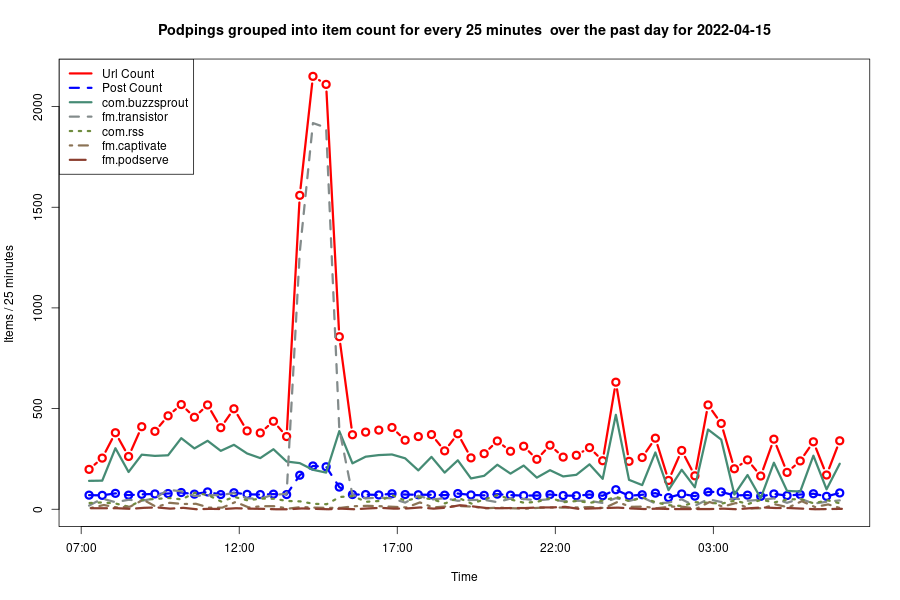 Podpings grouped into item count for every 25 minutes  over the past day for 2022-04-15
Url Count
Post Count
com.buzzsprout
fm.transistor
com.rss
fm.captivate
fm.podserve
Items / 25 minutes
2000
1500
1000
500
0
07:00 12:00 17:00 22:00 03:00
Time